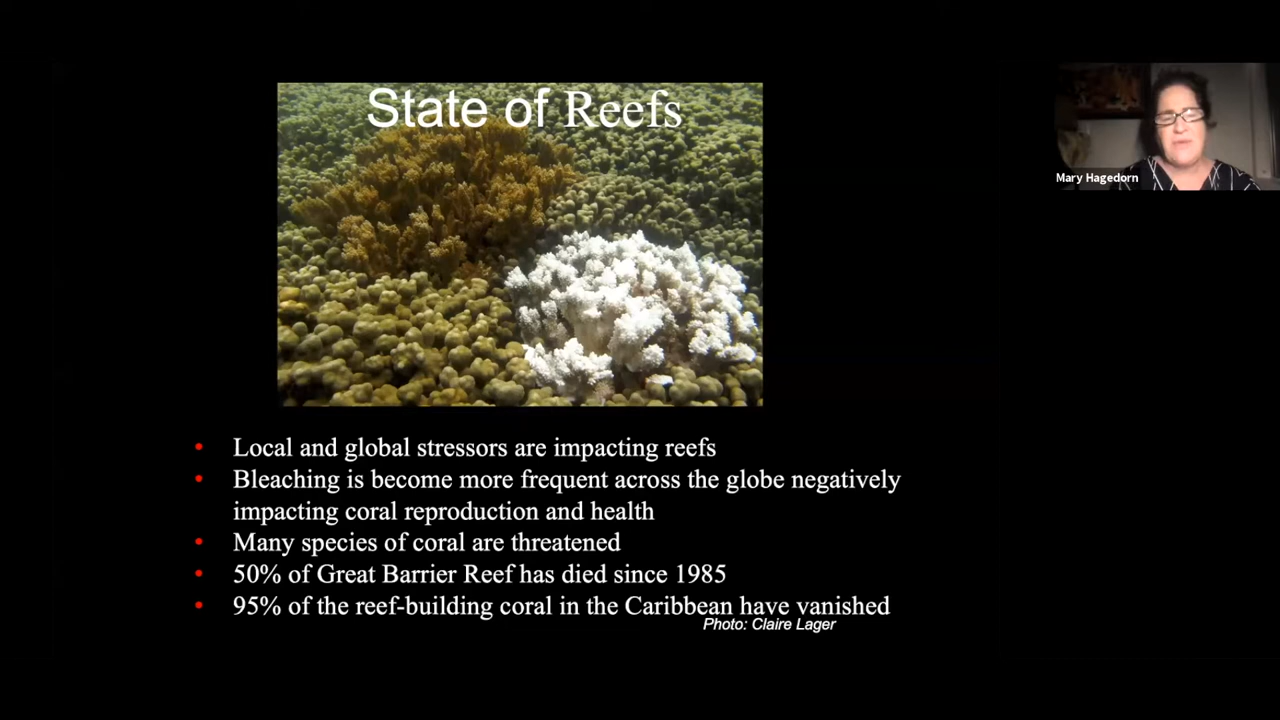 State of Reefs
Mary Hagedorn
• Local and global stressors are impacting reefs
• Bleaching is become more frequent across the globe negatively
impacting coral reproduction and health
• Many species of coral are threatened
• 50% of Great Barrier Reef has died since 1985
• 95% of the reef-building coral in the Caribbean have vanished
Photo: Claire Lager